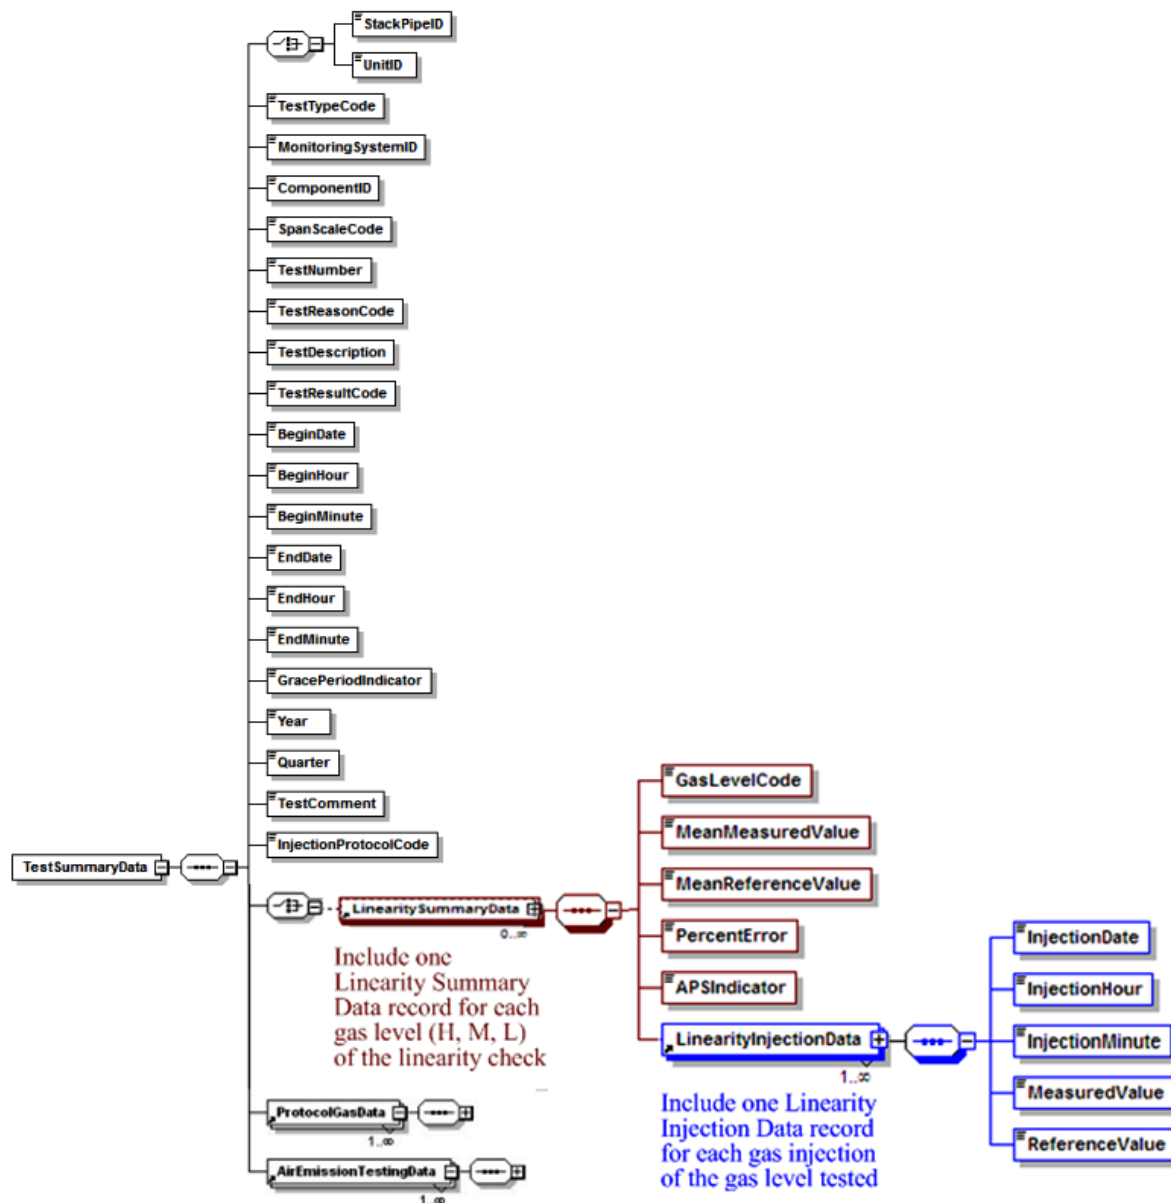 StackPipeID
UnitID
TestTypeCode
MonitoringSystemID
ComponentID
SpanScaleCode
TestNumber
TestReasonCode
TestDescription
TestResultCode
BeginDate
BeginHour
BeginMinute
EndDate
EndHour
EndMinute
GracePeriodIndicator
Year
Quarter
TestComment
InjectionProtocolCode
TestSummaryData
LinearitySummaryData
0..∞
Include one
Linearity Summary
Data record for each
gas level (H, M, L)
of the linearity check
GasLevelCode
MeanMeasuredValue
MeanReferenceValue
PercentError
APSIndicator
LinearityInjectionData
1..∞
Include one Linearity
Injection Data record
for each gas injection
of the gas level tested
InjectionDate
InjectionHour
InjectionMinute
MeasuredValue
ReferenceValue
ProtocolGasData
1..∞
AirEmissionTestingData
1..∞